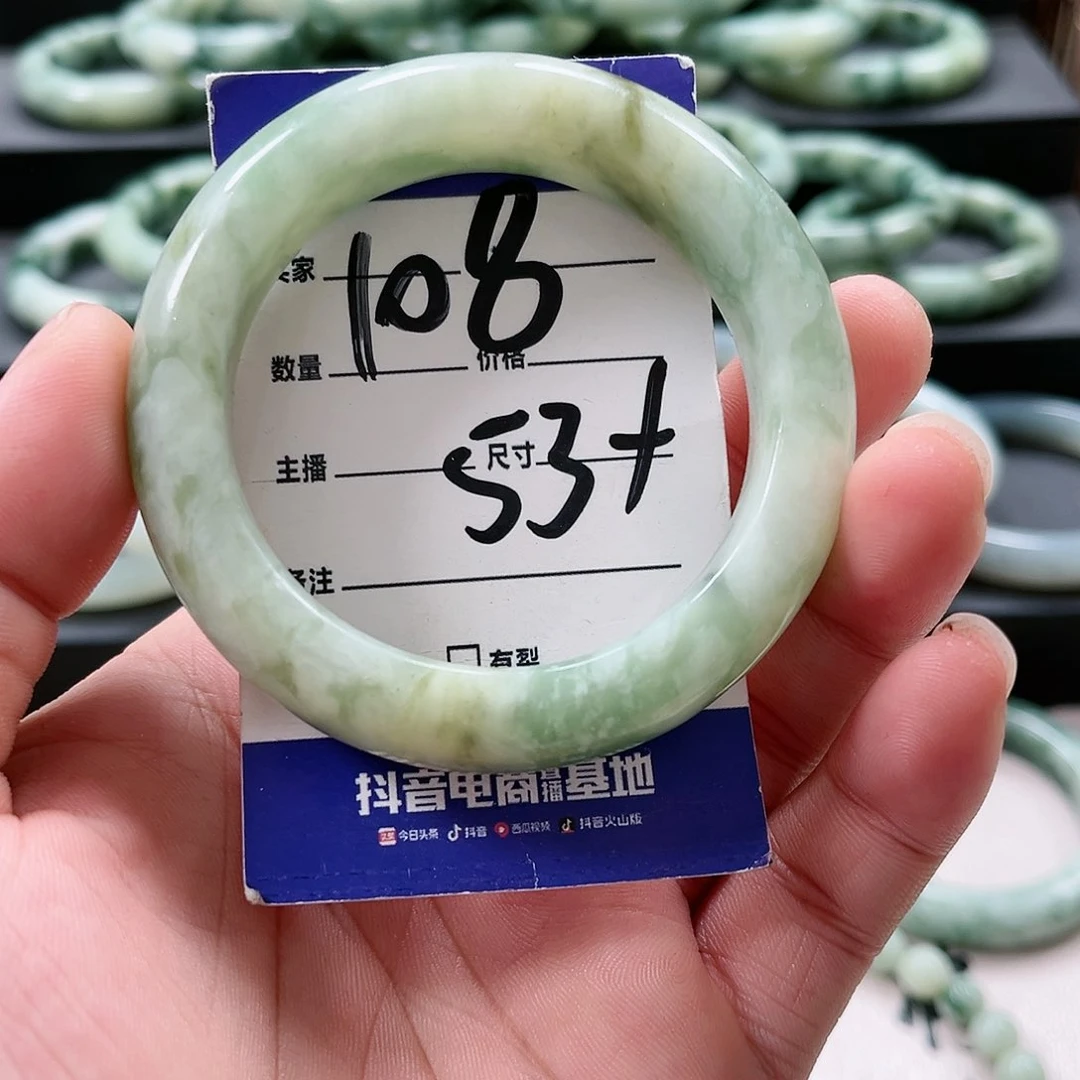 108
家
数量 价格
53+
主播 尺寸
备注
有裂
抖音电商直播基地
今日头条 抖音 西瓜视频 抖音火山版